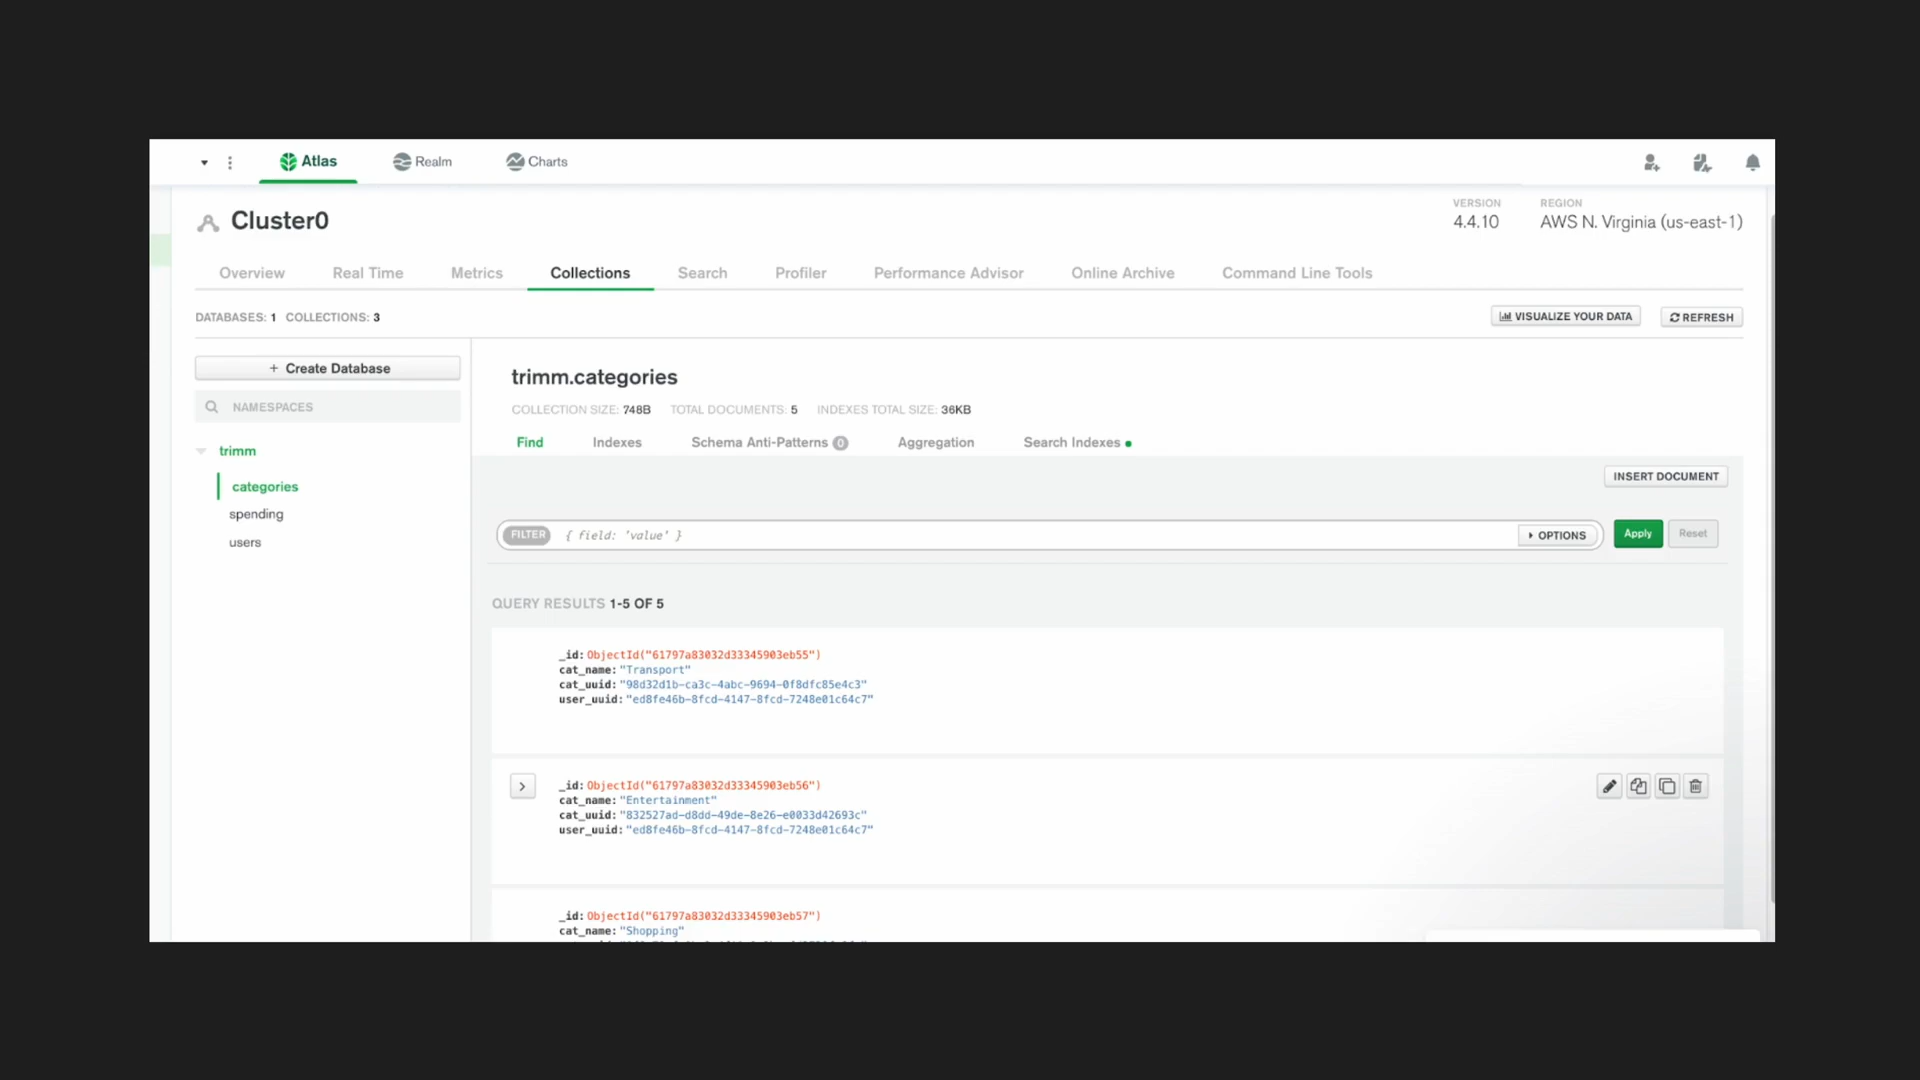 Atlas
Realm
Charts
Cluster0
VERSION
4.4.10
REGION
AWS N. Virginia (us-east-1)
Overview
Real Time
Metrics
Collections
Search
Profiler
Performance Advisor
Online Archive
Command Line Tools
DATABASES: 1 COLLECTIONS: 3
VISUALIZE YOUR DATA
REFRESH
+ Create Database
NAMESPACES
trimm
categories
spending
users
trimm.categories
COLLECTION SIZE: 748B TOTAL DOCUMENTS: 5 INDEXES TOTAL SIZE: 36KB
Find
Indexes
Schema Anti-Patterns 0
Aggregation
Search Indexes
INSERT DOCUMENT
FILTER { field: 'value' }
OPTIONS
Apply
Reset
QUERY RESULTS 1-5 OF 5
_id: ObjectId("61797a83032d33345903eb55")
cat_name: "Transport"
cat_uuid: "98d32d1b-ca3c-4abc-9694-0f8dfc85e4c3"
user_uuid: "ed8fe46b-8fcd-4147-8fcd-7248e01c64c7"
_id: ObjectId("61797a83032d33345903eb56")
cat_name: "Entertainment"
cat_uuid: "832527ad-d8dd-49de-8e26-e0033d42693c"
user_uuid: "ed8fe46b-8fcd-4147-8fcd-7248e01c64c7"
_id: ObjectId("61797a83032d33345903eb57")
cat_name: "Shopping"